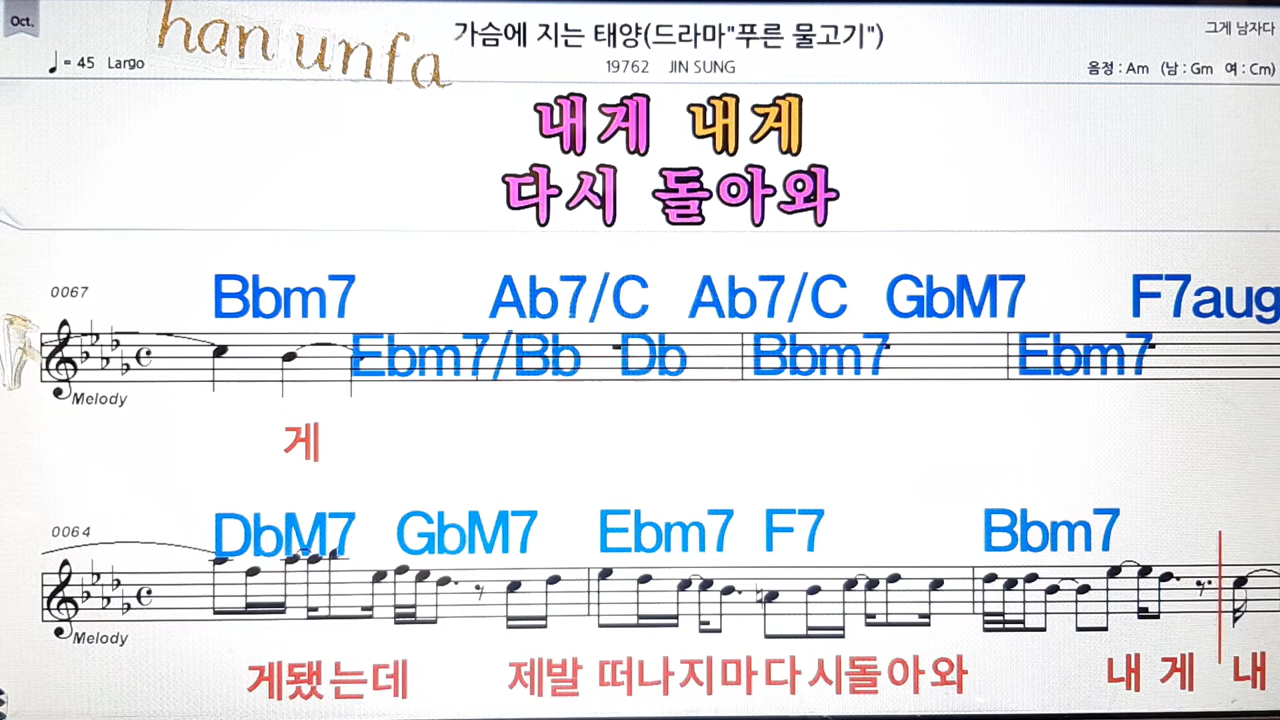 Oct.
han unfa
가슴에 지는 태양(드라마"푸른 물고기")
그게 남자다
♩= 45 Largo
19762 JIN SUNG
음정 : Am (남 : Gm 여 : Cm)
내게 내게
다시 돌아와
0067
Bbm7 Ab7/C Ab7/C GbM7 F7aug
Ebm7/Bb Db Bbm7 Ebm7
Melody
게
0064
DbM7 GbM7 Ebm7 F7 Bbm7
Melody
게됐는데 제발 떠나지마다시돌아와 내 게 내